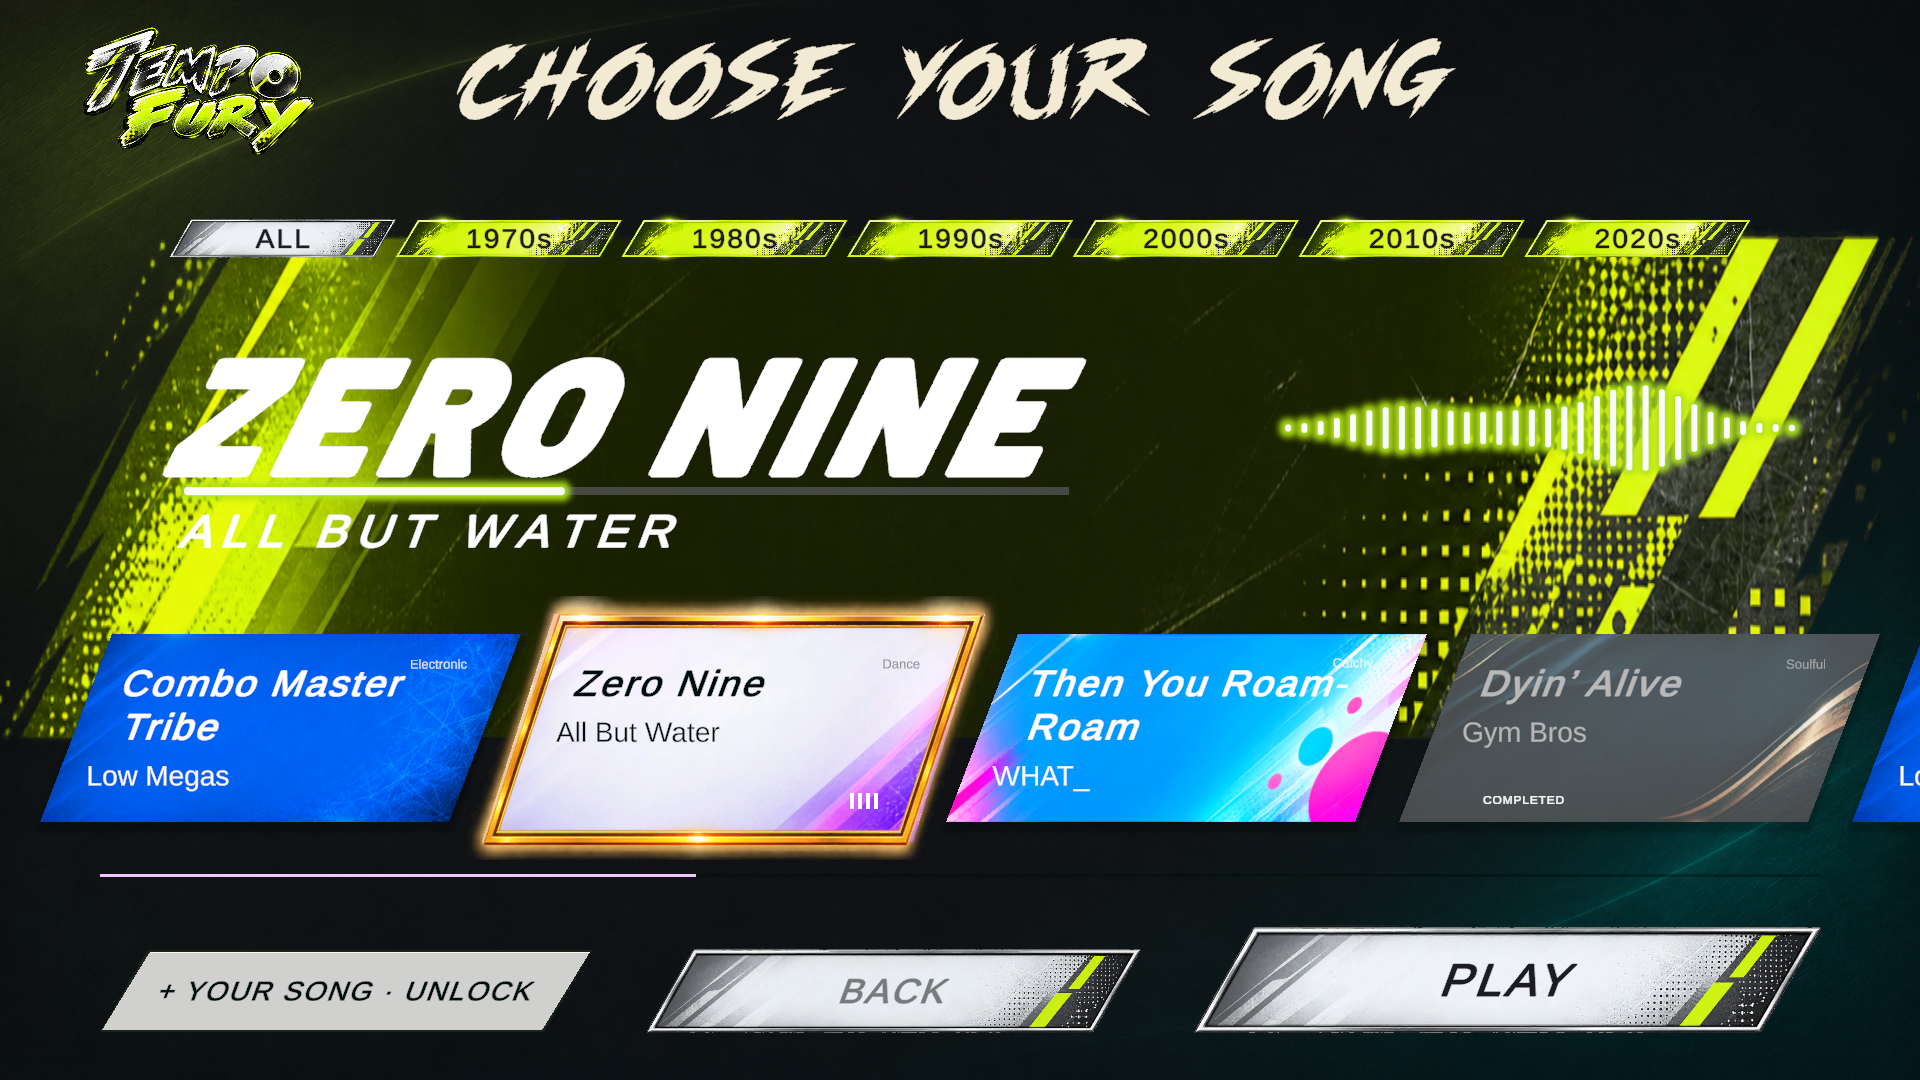 TEMPO
FURY
CHOOSE YOUR SONG
ALL
1970s
1980s
1990s
2000s
2010s
2020s
ZERO NINE
ALL BUT WATER
Electronic
Combo Master
Tribe
Low Megas
Dance
Zero Nine
All But Water
Catchy
Then You Roam-
Roam
WHAT_
Soulful
Dyin' Alive
Gym Bros
COMPLETED
Lo
+ YOUR SONG · UNLOCK
BACK
PLAY